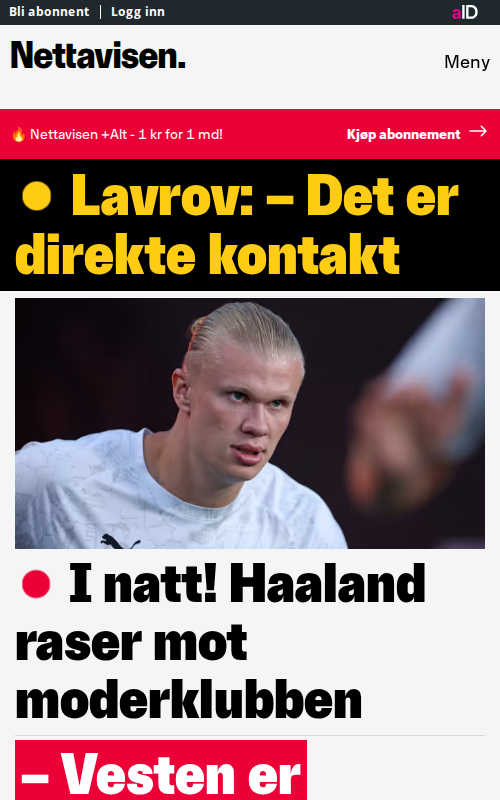 Bli abonnent | Logg inn
aID
Nettavisen.
Meny
🔥 Nettavisen +Alt - 1 kr for 1 md!
Kjøp abonnement →
Lavrov: – Det er
direkte kontakt
I natt! Haaland
raser mot
moderklubben
– Vesten er